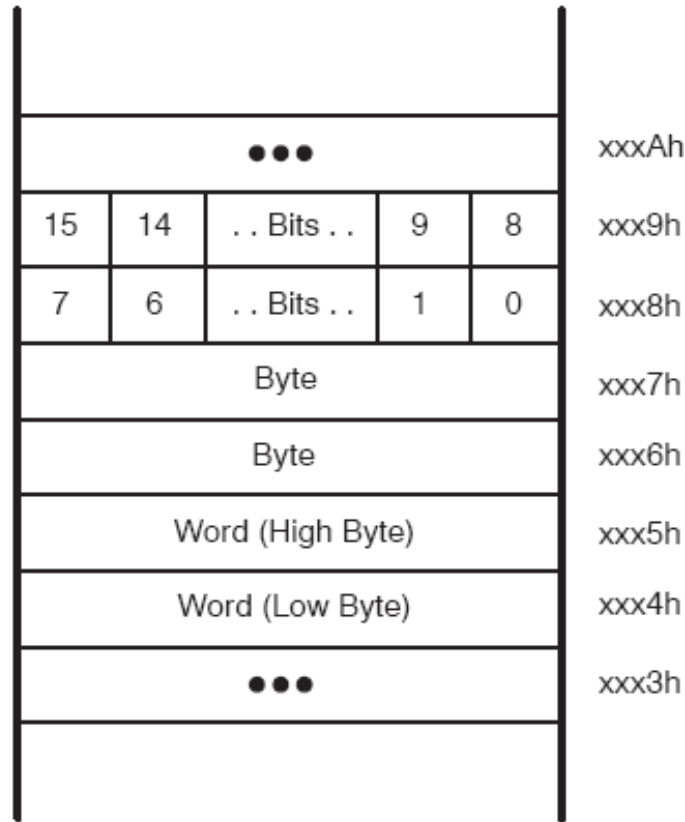 ●●● xxxAh
15 14 . . Bits . . 9 8 xxx9h
7 6 . . Bits . . 1 0 xxx8h
Byte xxx7h
Byte xxx6h
Word (High Byte) xxx5h
Word (Low Byte) xxx4h
●●● xxx3h